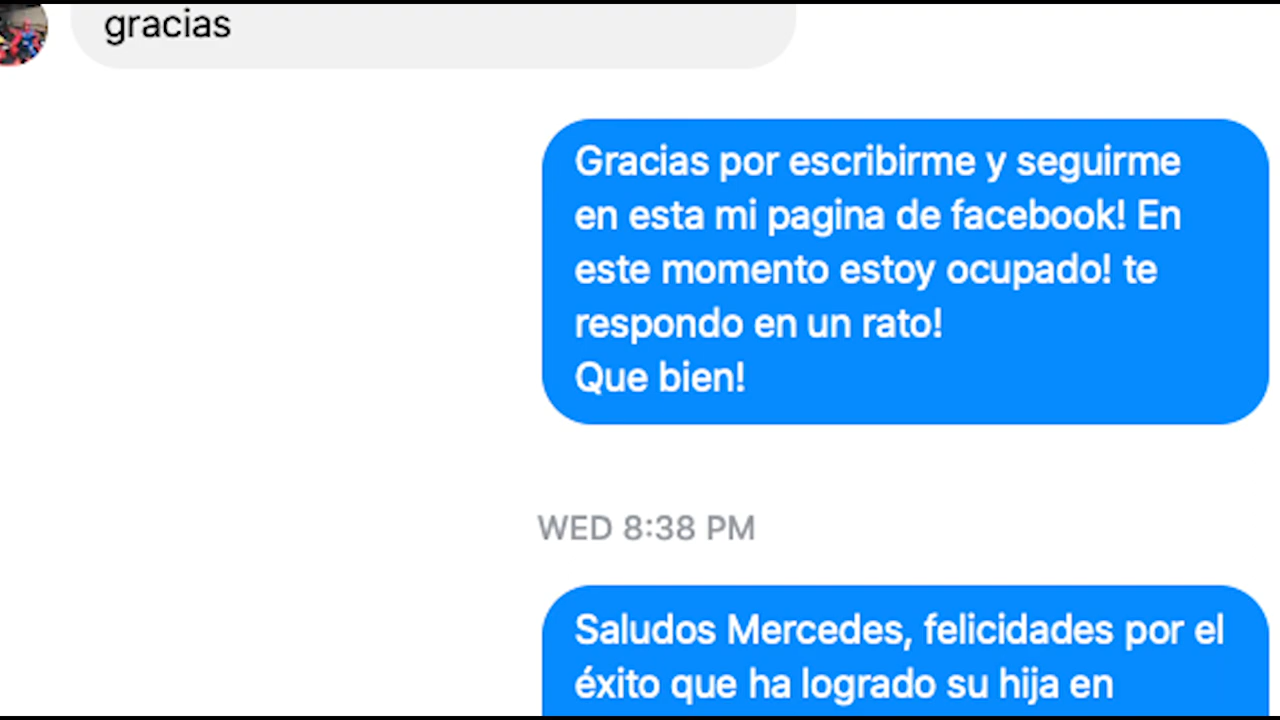 gracias
Gracias por escribirme y seguirme
en esta mi pagina de facebook! En
este momento estoy ocupado! te
respondo en un rato!
Que bien!
WED 8:38 PM
Saludos Mercedes, felicidades por el
éxito que ha logrado su hija en